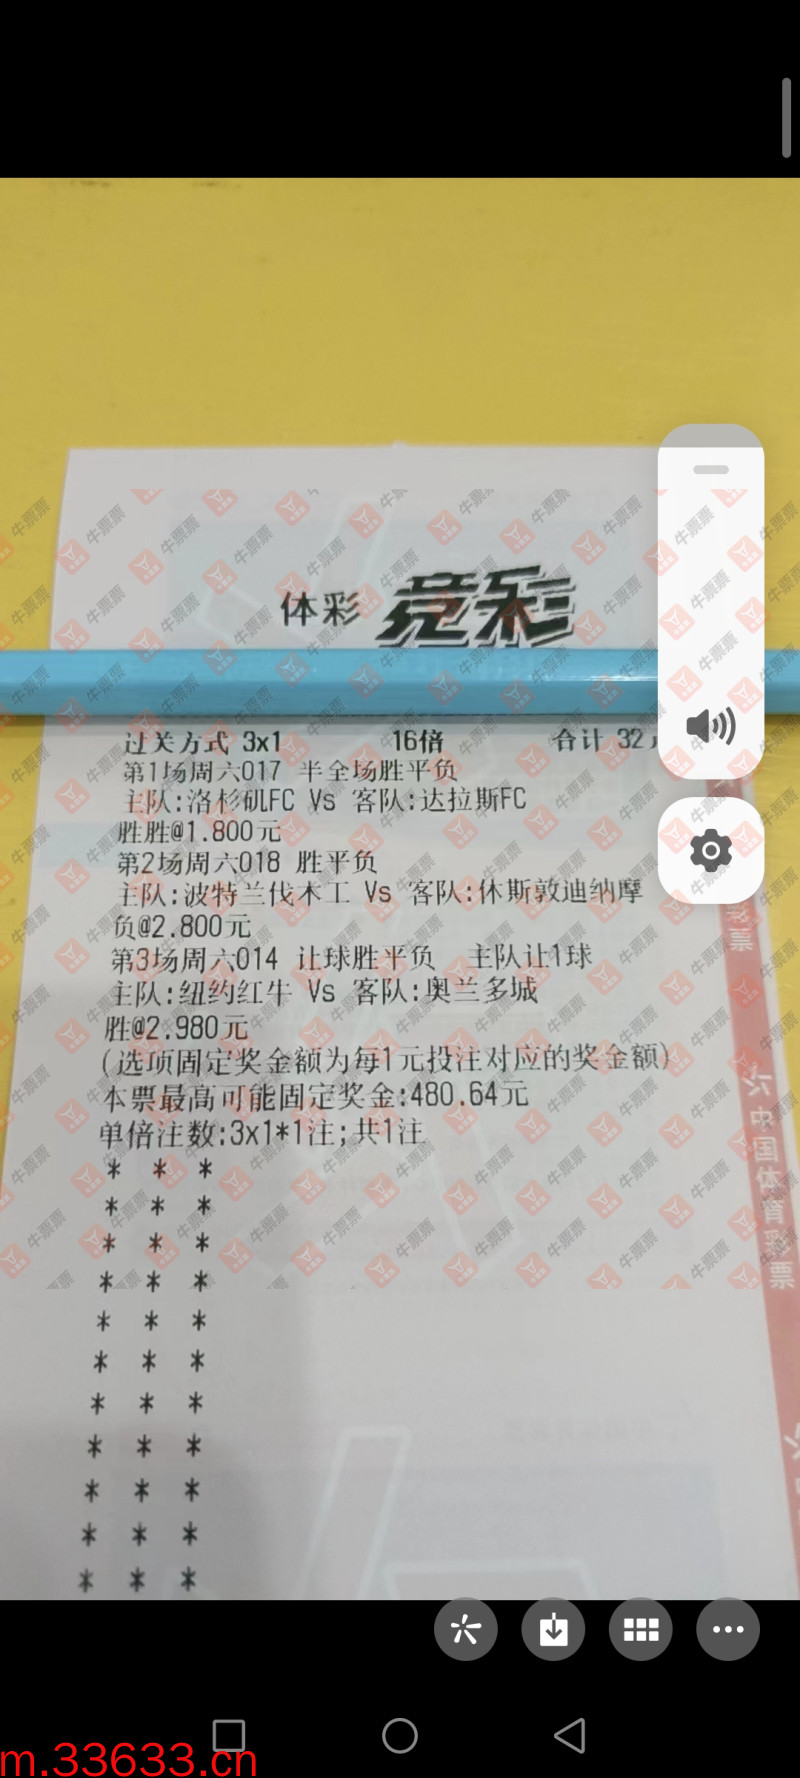 体彩 竞彩
过关方式 3x1 16倍 合计 32
第1场周六017 半全场胜平负
主队:洛杉矶FC Vs 客队:达拉斯FC
胜胜@1.800元
第2场周六018 胜平负
主队:波特兰伐木工 Vs 客队:休斯敦迪纳摩
负@2.800元
第3场周六014 让球胜平负 主队让1球
主队:纽约红牛 Vs 客队:奥兰多城
胜@2.980元
(选项固定奖金额为每1元投注对应的奖金额)
本票最高可能固定奖金:480.64元
单倍注数:3x1*1注;共1注
* * *
* * *
* * *
* * *
* * *
* * *
* * *
* * *
* * *
* * *
* * *
票
中国体育彩票
牛票票
m.33633.cn